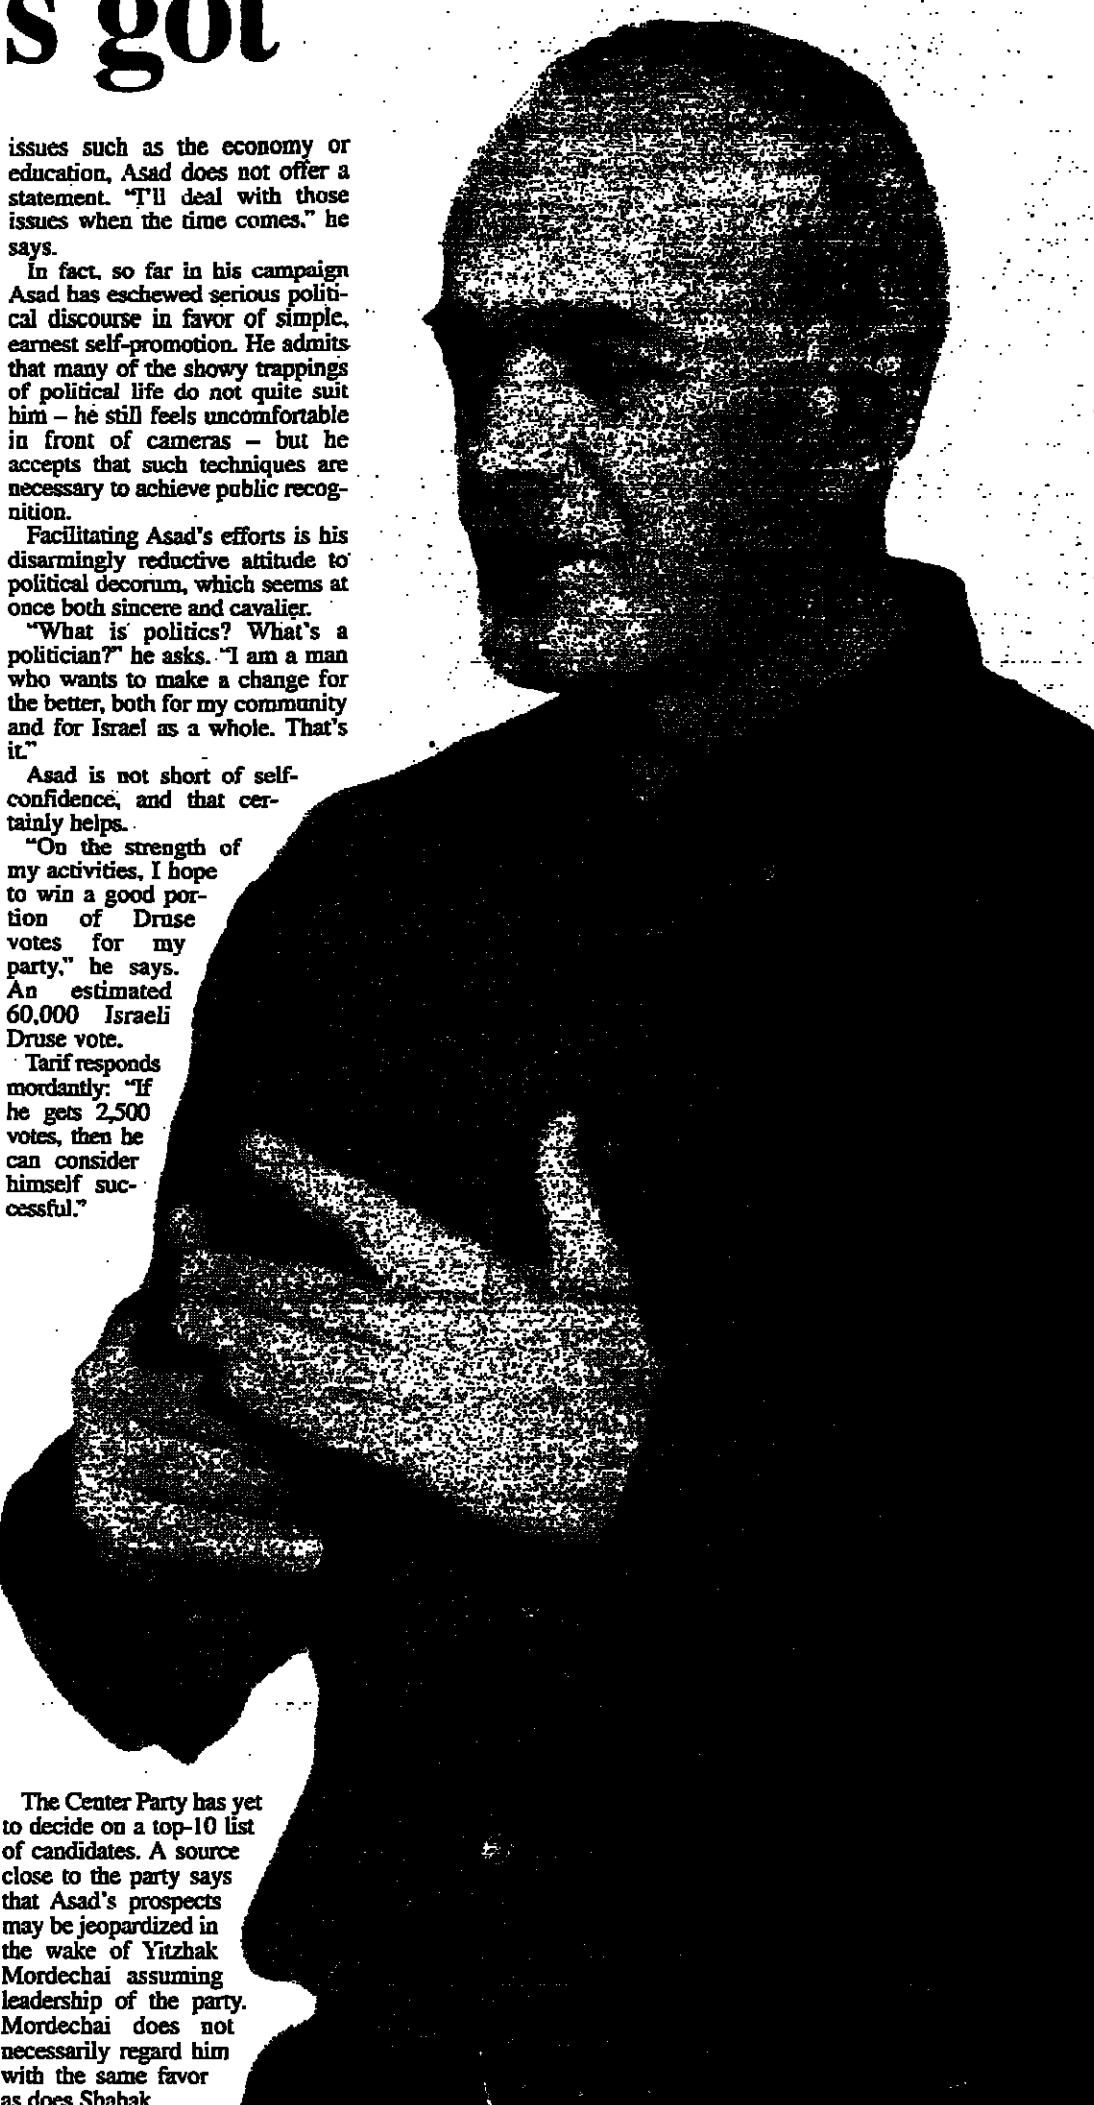 s got
issues such as the economy or
education, Asad does not offer a
statement. "I'll deal with those
issues when the time comes." he
says.
In fact, so far in his campaign
Asad has eschewed serious politi-
cal discourse in favor of simple,
earnest self-promotion. He admits
that many of the showy trappings
of political life do not quite suit
him – he still feels uncomfortable
in front of cameras – but he
accepts that such techniques are
necessary to achieve public recog-
nition.
Facilitating Asad's efforts is his
disarmingly reductive attitude to
political decorum, which seems at
once both sincere and cavalier.
"What is politics? What's a
politician?" he asks. "I am a man
who wants to make a change for
the better, both for my community
and for Israel as a whole. That's
it."
Asad is not short of self-
confidence, and that cer-
tainly helps.
"On the strength of
my activities, I hope
to win a good por-
tion of Druse
votes for my
party," he says.
An estimated
60,000 Israeli
Druse vote.
Tarif responds
mordantly: "If
he gets 2,500
votes, then he
can consider
himself suc-
cessful."
The Center Party has yet
to decide on a top-10 list
of candidates. A source
close to the party says
that Asad's prospects
may be jeopardized in
the wake of Yitzhak
Mordechai assuming
leadership of the party.
Mordechai does not
necessarily regard him
with the same favor
as does Shahak